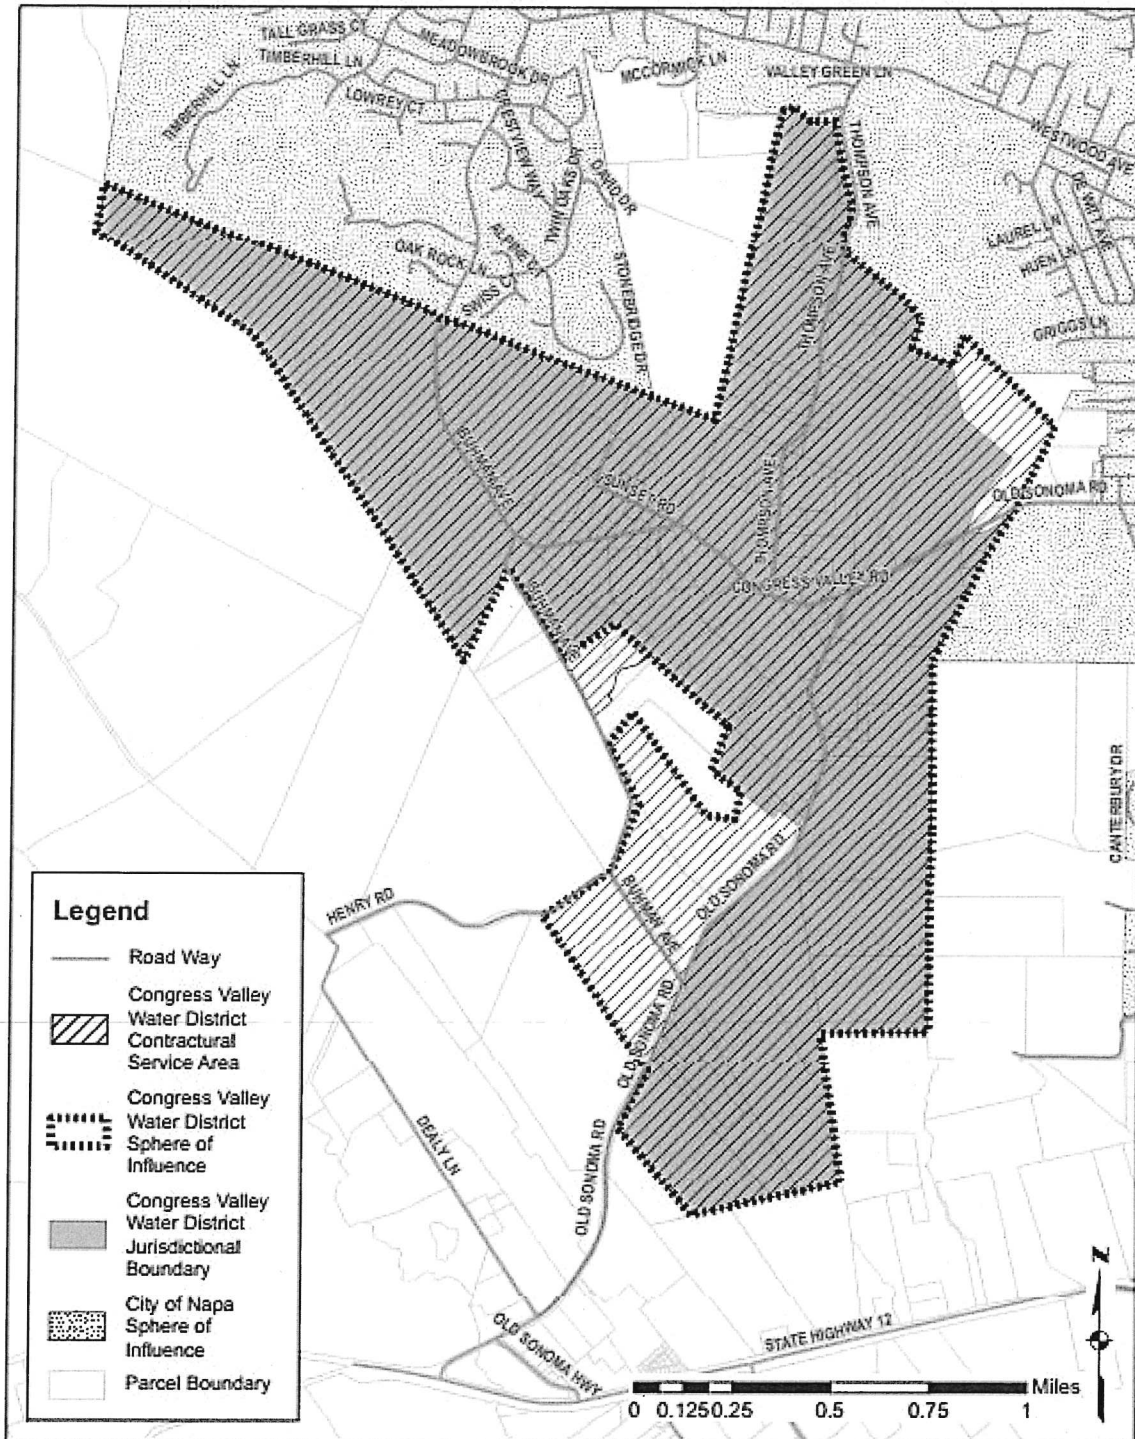 TALL GRASS CT
TIMBERHILL LN
MEADOWBROOK DR
MCCORMICK LN
VALLEY GREEN LN
TIMBERHILL LN
LOWREY CT
CRESTVIEW WAY
THOMSON AVE
WESTWOOD AVE
TWIN OAKS CT
DAVID DR
DEWITT AVE
LAUREL LN
HUEN LN
OAK ROCK LN
ALPINE CT
SWISS CT
STONEBRIDGE DR
THOMPSON AVE
GRIGGS LN
BUHMAN AVE
SUNSET RD
THOMPSON AVE
OLD SONOMA RD
CONGRESS VALLEY RD
BUHMAN AVE
CANTERBURY DR
HENRY RD
BUHMAN AVE
OLD SONOMA RD
OLD SONOMA RD
DEALY LN
OLD SONOMA RD
OLD SONOMA HWY
STATE HIGHWAY 12
Legend
Road Way
Congress Valley
Water District
Contractural
Service Area
Congress Valley
Water District
Sphere of
Influence
Congress Valley
Water District
Jurisdictional
Boundary
City of Napa
Sphere of
Influence
Parcel Boundary
N
Miles
0 0.125 0.25 0.5 0.75 1